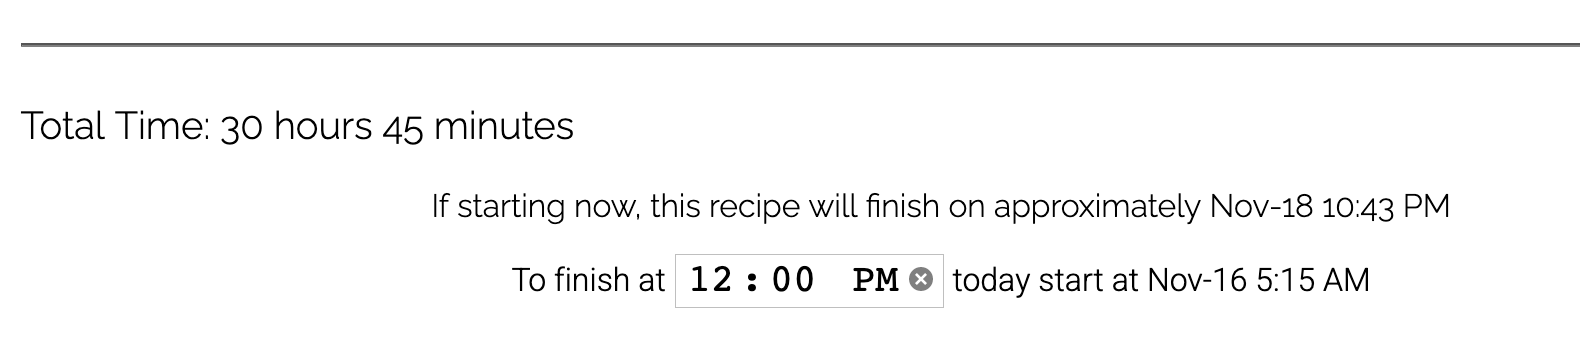 Total Time: 30 hours 45 minutes
If starting now, this recipe will finish on approximately Nov-18 10:43 PM
To finish at 12:00 PM today start at Nov-16 5:15 AM